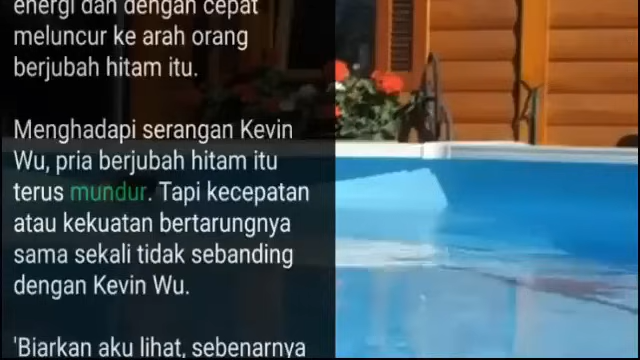 energi dan dengan cepat
meluncur ke arah orang
berjubah hitam itu.
Menghadapi serangan Kevin
Wu, pria berjubah hitam itu
terus mundur. Tapi kecepatan
atau kekuatan bertarungnya
sama sekali tidak sebanding
dengan Kevin Wu.
'Biarkan aku lihat, sebenarnya